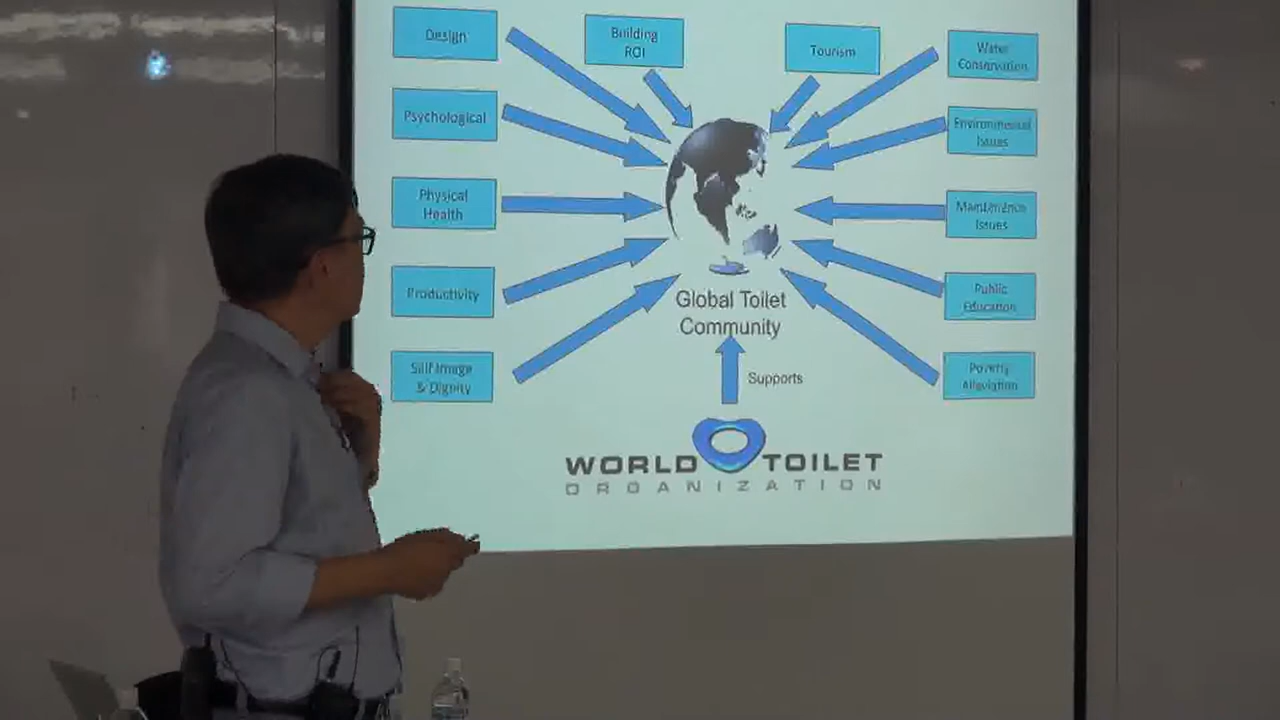 Design
Building
ROI
Tourism
Water
Conservation
Psychological
Environmental
Issues
Physical
Health
Maintenance
Issues
Productivity
Public
Education
Self Image
& Dignity
Poverty
Alleviation
Global Toilet
Community
Supports
WORLD TOILET
ORGANIZATION